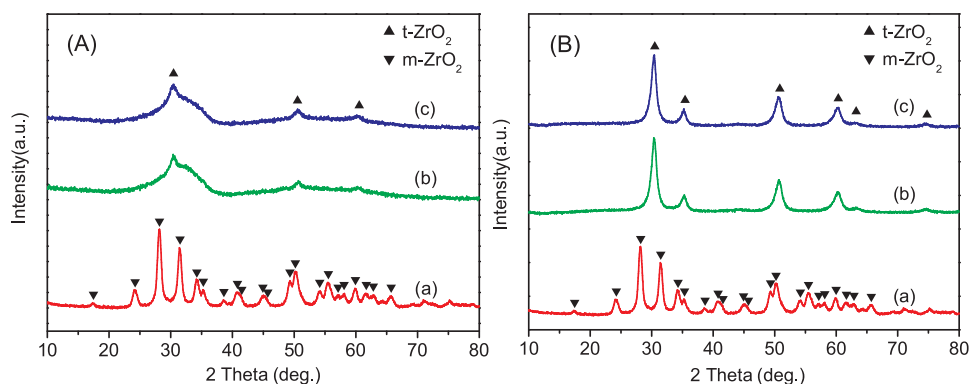 (A)
▲ t-ZrO₂
▼ m-ZrO₂
(c)
(b)
(a)
Intensity(a.u.)
10 20 30 40 50 60 70 80
2 Theta (deg.)
(B)
▲ t-ZrO₂
▼ m-ZrO₂
(c)
(b)
(a)
Intensity(a.u.)
10 20 30 40 50 60 70 80
2 Theta (deg.)